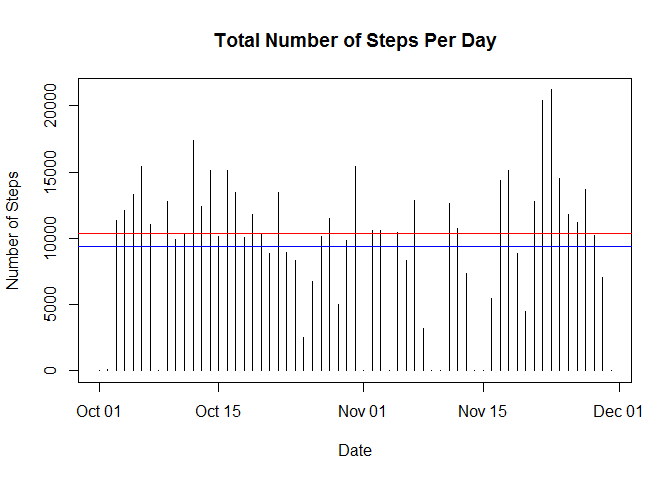 Total Number of Steps Per Day
Number of Steps
20000
15000
10000
5000
0
Oct 01 Oct 15 Nov 01 Nov 15 Dec 01
Date